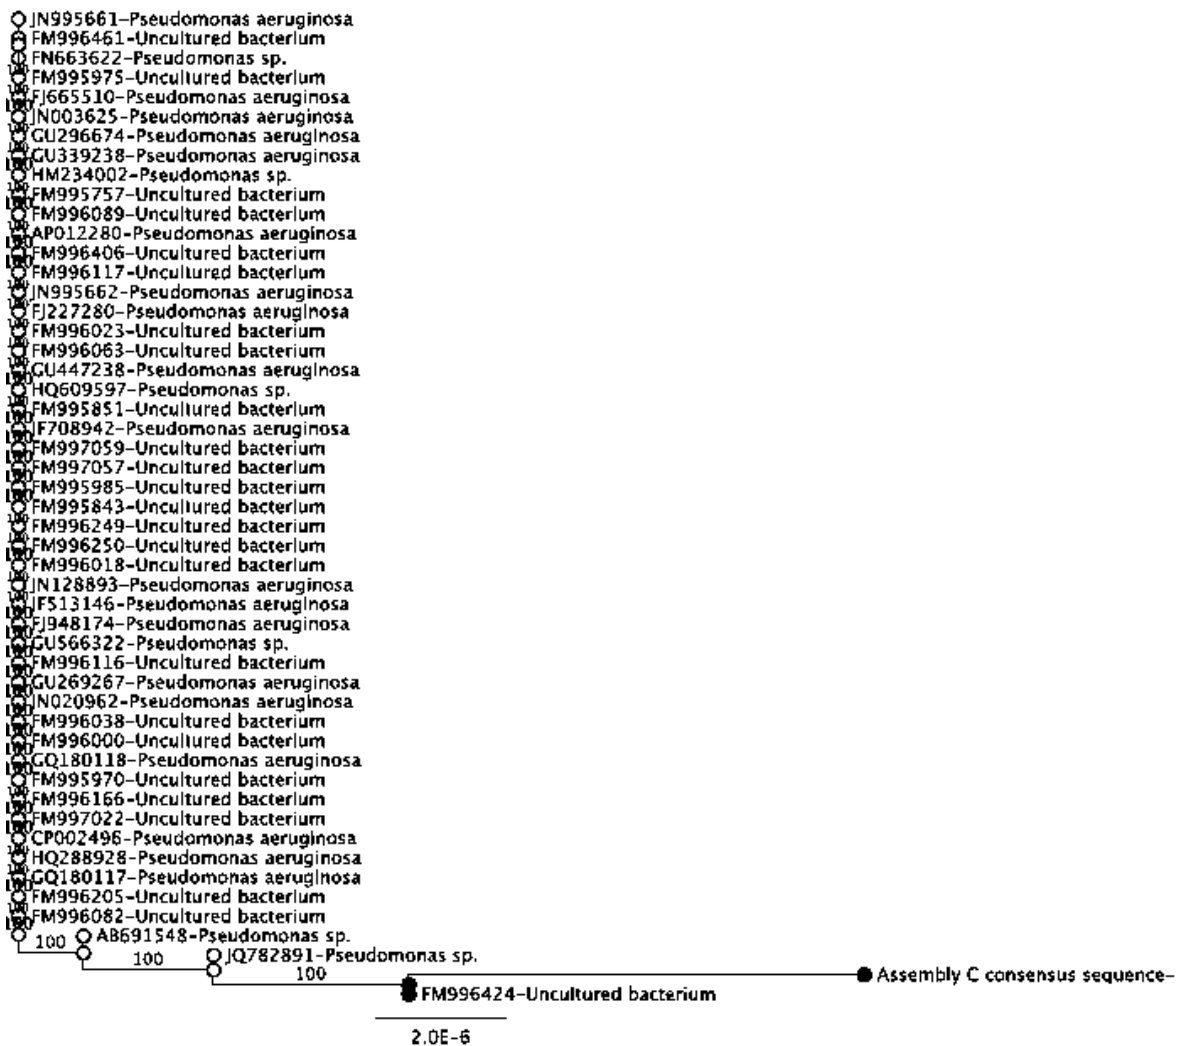 JN995661-Pseudomonas aeruginosa
FM996461-Uncultured bacterium
FN663622-Pseudomonas sp.
FM995975-Uncultured bacterium
FJ665510-Pseudomonas aeruginosa
JN003625-Pseudomonas aeruginosa
GU296674-Pseudomonas aeruginosa
GU339238-Pseudomonas aeruginosa
HM234002-Pseudomonas sp.
FM995757-Uncultured bacterium
FM996089-Uncultured bacterium
AP012280-Pseudomonas aeruginosa
FM996406-Uncultured bacterium
FM996117-Uncultured bacterium
JN995662-Pseudomonas aeruginosa
FJ227280-Pseudomonas aeruginosa
FM996023-Uncultured bacterium
FM996063-Uncultured bacterium
GU447238-Pseudomonas aeruginosa
HQ609597-Pseudomonas sp.
FM995851-Uncultured bacterium
JF708942-Pseudomonas aeruginosa
FM997059-Uncultured bacterium
FM997057-Uncultured bacterium
FM995985-Uncultured bacterium
FM995843-Uncultured bacterium
FM996249-Uncultured bacterium
FM996250-Uncultured bacterium
FM996018-Uncultured bacterium
JN128893-Pseudomonas aeruginosa
JF513146-Pseudomonas aeruginosa
FJ948174-Pseudomonas aeruginosa
GU566322-Pseudomonas sp.
FM996116-Uncultured bacterium
GU269267-Pseudomonas aeruginosa
JN020962-Pseudomonas aeruginosa
FM996038-Uncultured bacterium
FM996000-Uncultured bacterium
GQ180118-Pseudomonas aeruginosa
FM995970-Uncultured bacterium
FM996166-Uncultured bacterium
FM997022-Uncultured bacterium
CP002496-Pseudomonas aeruginosa
HQ288928-Pseudomonas aeruginosa
GQ180117-Pseudomonas aeruginosa
FM996205-Uncultured bacterium
FM996082-Uncultured bacterium
100 AB691548-Pseudomonas sp.
100 JQ782891-Pseudomonas sp.
100 Assembly C consensus sequence-
FM996424-Uncultured bacterium
2.0E-6